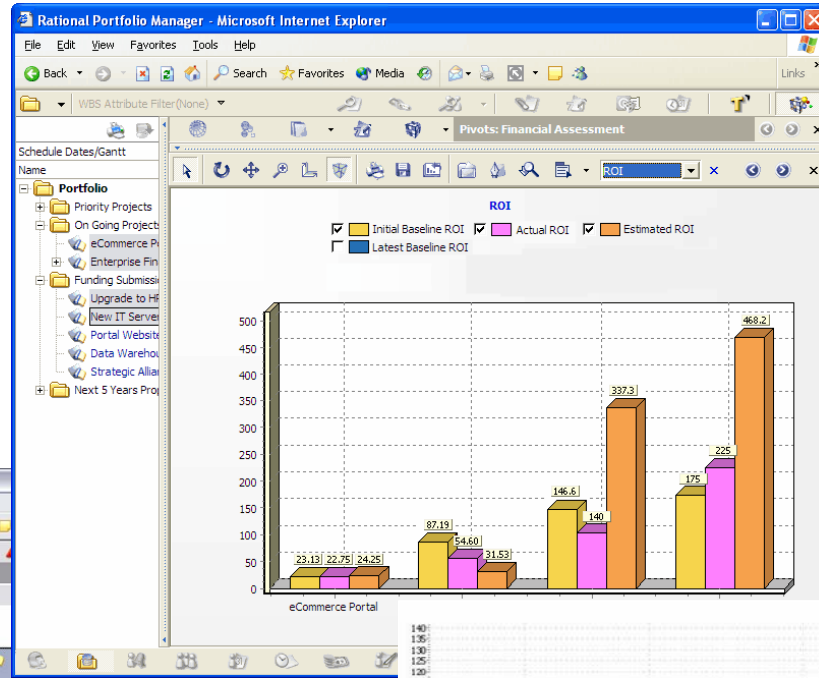 Rational Portfolio Manager - Microsoft Internet Explorer
File Edit View Favorites Tools Help
Back Search Favorites Media Links
WBS Attribute Filter(None)
Pivots: Financial Assessment
Schedule Dates/Gantt
Name
ROI
Portfolio
Priority Projects
On Going Project
eCommerce P
Enterprise Fin
Funding Submissi
Upgrade to HR
New IT Server
Portal Website
Data Warehou
Strategic Allian
Next 5 Years Prop
ROI
Initial Baseline ROI Actual ROI Estimated ROI
Latest Baseline ROI
500
450
400
350
300
250
200
150
100
50
0
23.13 22.75 24.25
87.19 54.60 31.53
146.6 140 337.3
175 225 468.2
eCommerce Portal
140
135
130
125
120